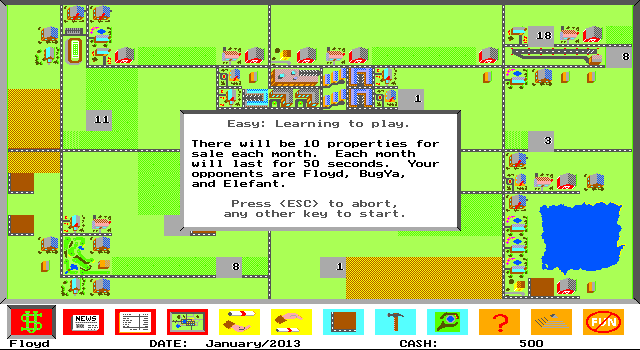 18
8
1
11
Easy: Learning to play.
3
There will be 10 properties for
sale each month.  Each month
will last for 50 seconds.  Your
opponents are Floyd, BugYa,
and Elefant.
Press <ESC> to abort,
any other key to start.
8
1
NEWS
?
FUN
Floyd
DATE: January/2013
CASH: 500